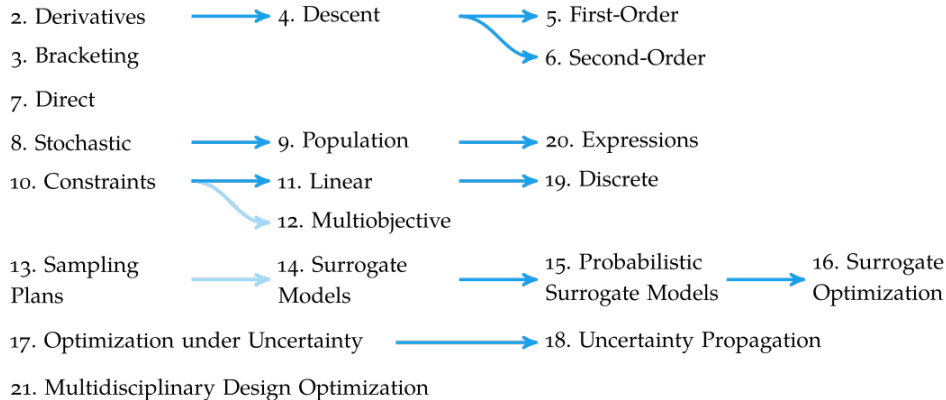 2. Derivatives
4. Descent
5. First-Order
3. Bracketing
6. Second-Order
7. Direct
8. Stochastic
9. Population
20. Expressions
10. Constraints
11. Linear
19. Discrete
12. Multiobjective
13. Sampling
Plans
14. Surrogate
Models
15. Probabilistic
Surrogate Models
16. Surrogate
Optimization
17. Optimization under Uncertainty
18. Uncertainty Propagation
21. Multidisciplinary Design Optimization